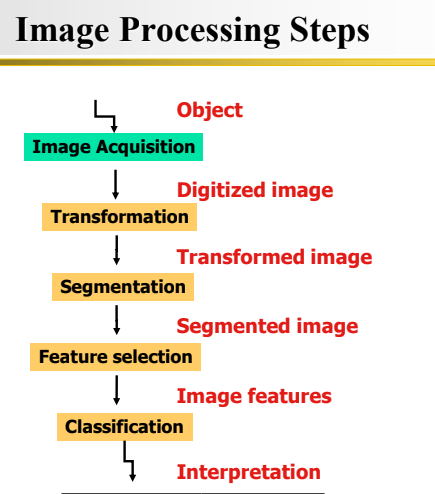 Image Processing Steps
Object
Image Acquisition
Digitized image
Transformation
Transformed image
Segmentation
Segmented image
Feature selection
Image features
Classification
Interpretation